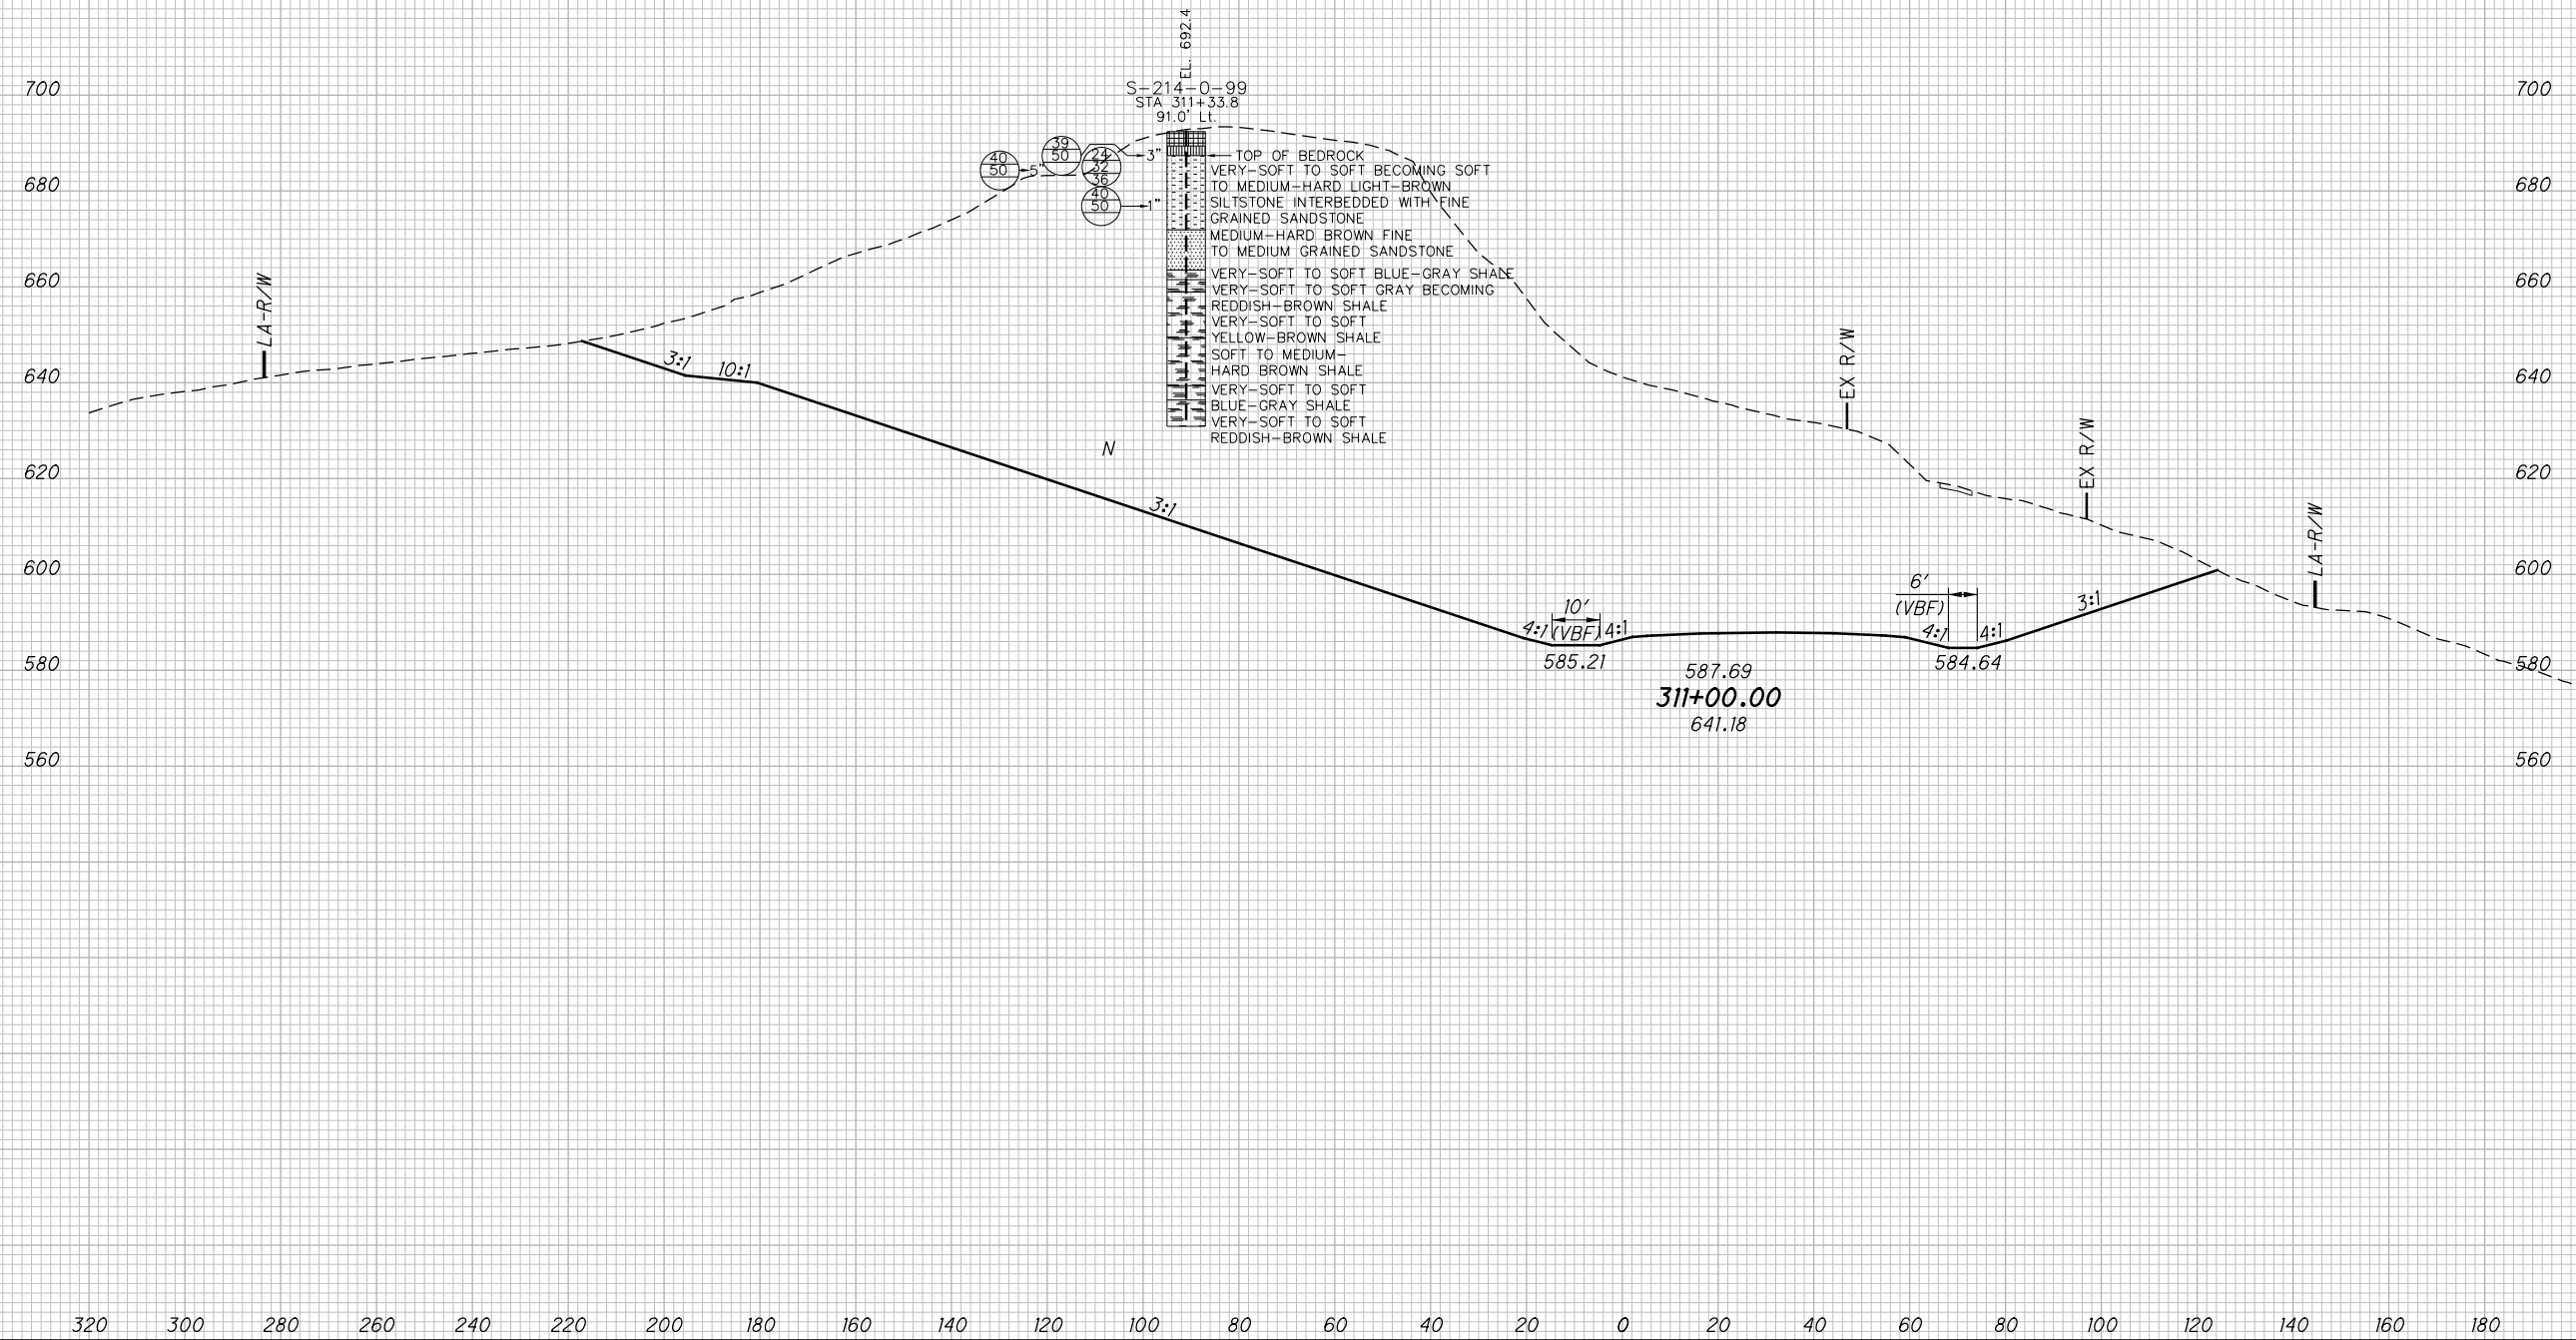 EL. 692.4
700
S-214-0-99
700
STA 311+33.8
91.0' Lt.
39
50
24
32
36
3"
TOP OF BEDROCK
40
50
5"
VERY-SOFT TO SOFT BECOMING SOFT
680
TO MEDIUM-HARD LIGHT-BROWN
680
40
50
1"
SILTSTONE INTERBEDDED WITH FINE
GRAINED SANDSTONE
MEDIUM-HARD BROWN FINE
TO MEDIUM GRAINED SANDSTONE
660
VERY-SOFT TO SOFT BLUE-GRAY SHALE
660
VERY-SOFT TO SOFT GRAY BECOMING
REDDISH-BROWN SHALE
LA-R/W
VERY-SOFT TO SOFT
YELLOW-BROWN SHALE
SOFT TO MEDIUM-
HARD BROWN SHALE
3:1
10:1
EX R/W
640
640
VERY-SOFT TO SOFT
BLUE-GRAY SHALE
VERY-SOFT TO SOFT
REDDISH-BROWN SHALE
N
EX R/W
620
620
3:1
LA-R/W
600
600
6'
(VBF)
3:1
10'
4:1
(VBF)
4:1
4:1
4:1
580
585.21
584.64
580
587.69
311+00.00
641.18
560
560
320 300 280 260 240 220 200 180 160 140 120 100 80 60 40 20 0 20 40 60 80 100 120 140 160 180